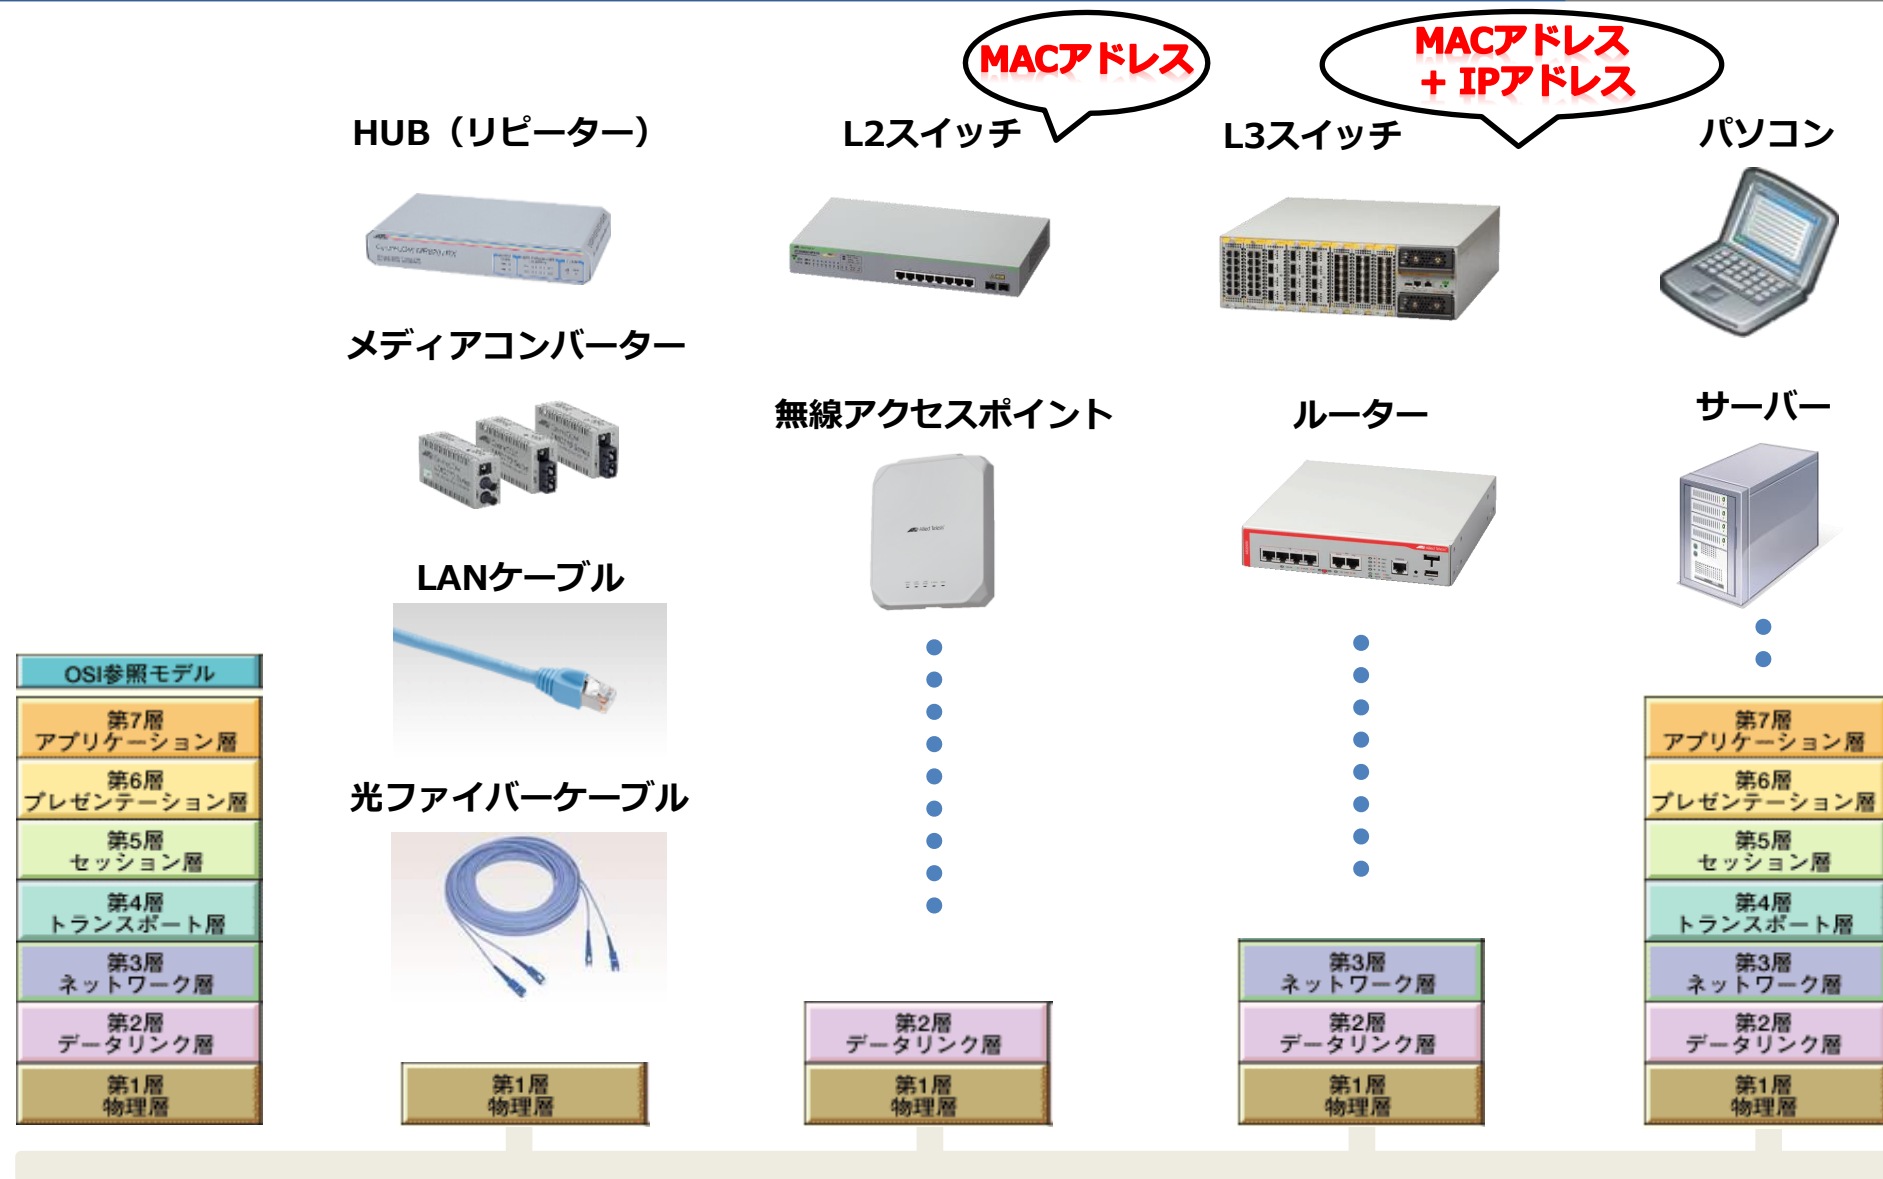 MACアドレス
MACアドレス
+ IPアドレス
HUB（リピーター）
L2スイッチ
L3スイッチ
パソコン
メディアコンバーター
無線アクセスポイント
ルーター
サーバー
LANケーブル
光ファイバーケーブル
OSI参照モデル
第7層
アプリケーション層
第6層
プレゼンテーション層
第5層
セッション層
第4層
トランスポート層
第3層
ネットワーク層
第2層
データリンク層
第1層
物理層
第1層
物理層
第2層
データリンク層
第1層
物理層
第3層
ネットワーク層
第2層
データリンク層
第1層
物理層
第7層
アプリケーション層
第6層
プレゼンテーション層
第5層
セッション層
第4層
トランスポート層
第3層
ネットワーク層
第2層
データリンク層
第1層
物理層